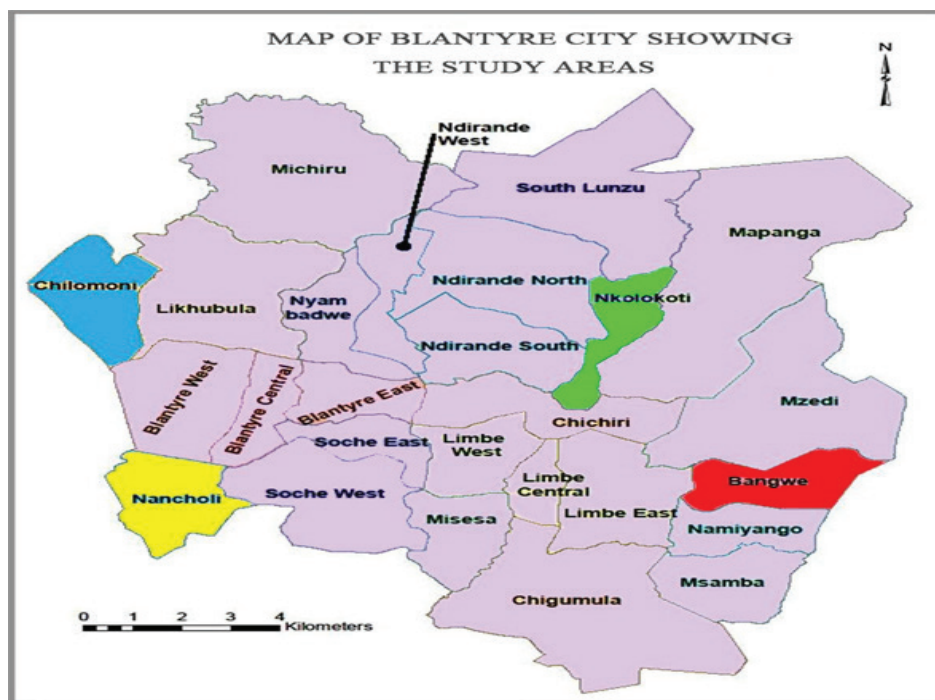 MAP OF BLANTYRE CITY SHOWING
THE STUDY AREAS
N
Ndirande
West
Michiru
South Lunzu
Mapanga
Chilomoni
Ndirande North
Nkolokoti
Likhubula
Nyam
badwe
Ndirande South
Blantyre West
Blantyre Central
Blantyre East
Mzedi
Chichiri
Soche East
Limbe
West
Nancholi
Soche West
Limbe
Central
Bangwe
Misesa
Limbe East
Namiyango
Msamba
Chigumula
0 1 2 3 4
Kilometers